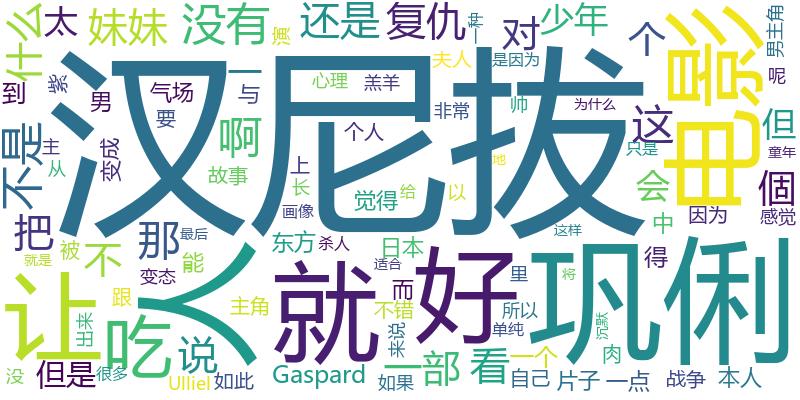 什么
太
妹妹
没有
演
还是
复仇
一种
对
少年
个
电影
男主角
到
紫
男
气场
一
与
心理
羔羊
夫人
是因为
呢
汉尼拔
不是
主
从
变成
要
啊
故事
个人
非常
帅
为什么
这
只是
但
童年
上
长
画像
觉得
给
地
以
会
中
個
因为
感觉
把
被
不
那
最后
能
东方
杀人
日本
这样
就是
变态
适合
里
得
让
人
就
好
巩俐
将
出来
吃
跟
说
主角
而
不错
来说
所以
单纯
沉默
肉
没
但是
很多
Ulliel
如此
Gaspard
如果
一部
看
一个
自己
片子
一点
战争
本人